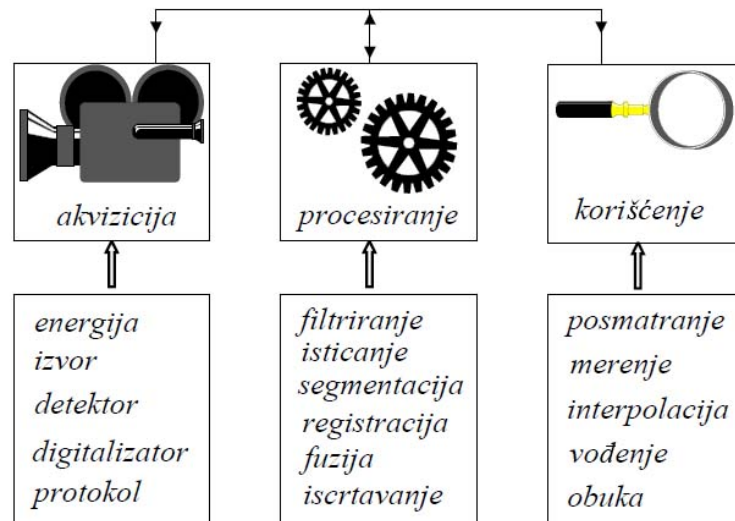 akvizicija
procesiranje
korišćenje
energija
izvor
detektor
digitalizator
protokol
filtriranje
isticanje
segmentacija
registracija
fuzija
iscrtavanje
posmatranje
merenje
interpolacija
vođenje
obuka